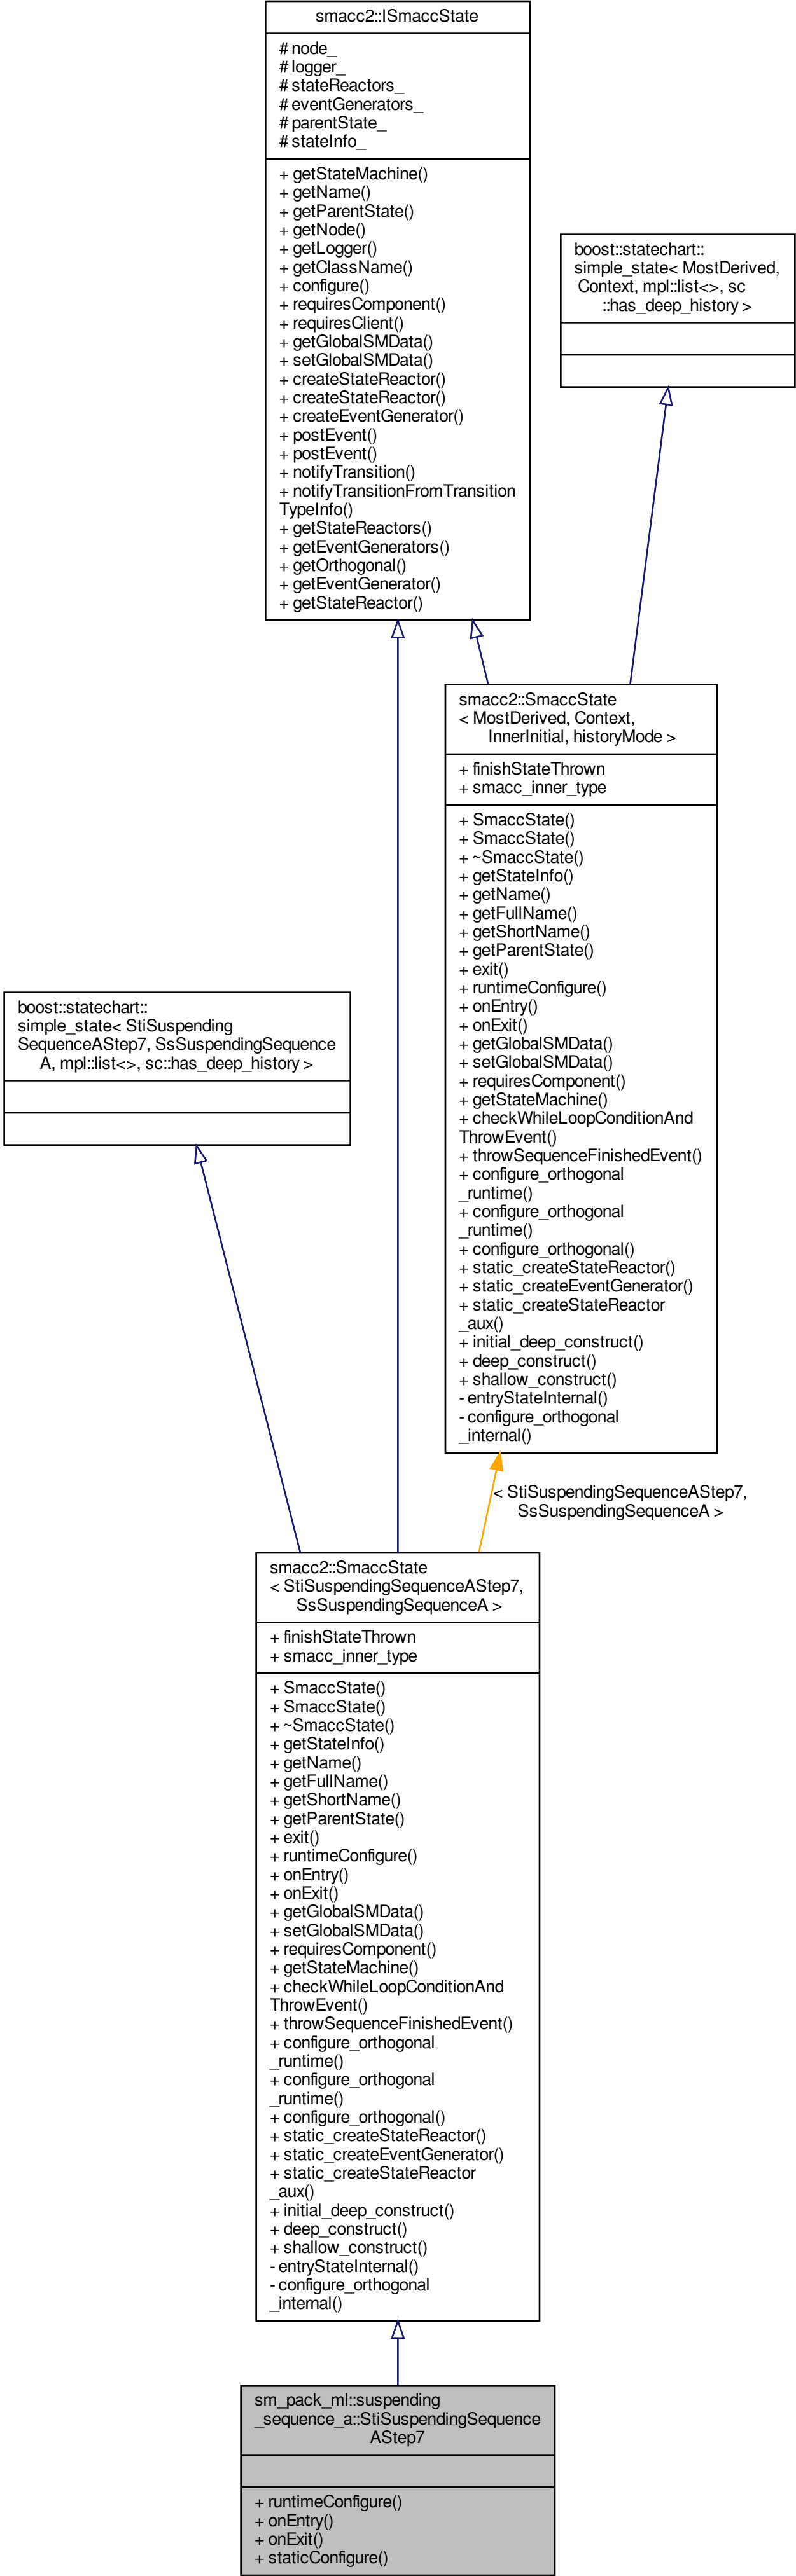 smacc2::ISmaccState
# node_
# logger_
# stateReactors_
# eventGenerators_
# parentState_
# stateInfo_
+ getStateMachine()
+ getName()
+ getParentState()
+ getNode()
+ getLogger()
+ getClassName()
+ configure()
+ requiresComponent()
+ requiresClient()
+ getGlobalSMData()
+ setGlobalSMData()
+ createStateReactor()
+ createStateReactor()
+ createEventGenerator()
+ postEvent()
+ postEvent()
+ notifyTransition()
+ notifyTransitionFromTransition
TypeInfo()
+ getStateReactors()
+ getEventGenerators()
+ getOrthogonal()
+ getEventGenerator()
+ getStateReactor()
boost::statechart::
simple_state< MostDerived,
Context, mpl::list<>, sc
::has_deep_history >
smacc2::SmaccState
< MostDerived, Context,
InnerInitial, historyMode >
+ finishStateThrown
+ smacc_inner_type
+ SmaccState()
+ SmaccState()
+ ~SmaccState()
+ getStateInfo()
+ getName()
+ getFullName()
+ getShortName()
+ getParentState()
+ exit()
+ runtimeConfigure()
+ onEntry()
+ onExit()
+ getGlobalSMData()
+ setGlobalSMData()
+ requiresComponent()
+ getStateMachine()
+ checkWhileLoopConditionAnd
ThrowEvent()
+ throwSequenceFinishedEvent()
+ configure_orthogonal
_runtime()
+ configure_orthogonal
_runtime()
+ configure_orthogonal()
+ static_createStateReactor()
+ static_createEventGenerator()
+ static_createStateReactor
_aux()
+ initial_deep_construct()
+ deep_construct()
+ shallow_construct()
- entryStateInternal()
- configure_orthogonal
_internal()
boost::statechart::
simple_state< StiSuspending
SequenceAStep7, SsSuspendingSequence
A, mpl::list<>, sc::has_deep_history >
< StiSuspendingSequenceAStep7,
SsSuspendingSequenceA >
smacc2::SmaccState
< StiSuspendingSequenceAStep7,
SsSuspendingSequenceA >
+ finishStateThrown
+ smacc_inner_type
+ SmaccState()
+ SmaccState()
+ ~SmaccState()
+ getStateInfo()
+ getName()
+ getFullName()
+ getShortName()
+ getParentState()
+ exit()
+ runtimeConfigure()
+ onEntry()
+ onExit()
+ getGlobalSMData()
+ setGlobalSMData()
+ requiresComponent()
+ getStateMachine()
+ checkWhileLoopConditionAnd
ThrowEvent()
+ throwSequenceFinishedEvent()
+ configure_orthogonal
_runtime()
+ configure_orthogonal
_runtime()
+ configure_orthogonal()
+ static_createStateReactor()
+ static_createEventGenerator()
+ static_createStateReactor
_aux()
+ initial_deep_construct()
+ deep_construct()
+ shallow_construct()
- entryStateInternal()
- configure_orthogonal
_internal()
sm_pack_ml::suspending
_sequence_a::StiSuspendingSequence
AStep7
+ runtimeConfigure()
+ onEntry()
+ onExit()
+ staticConfigure()